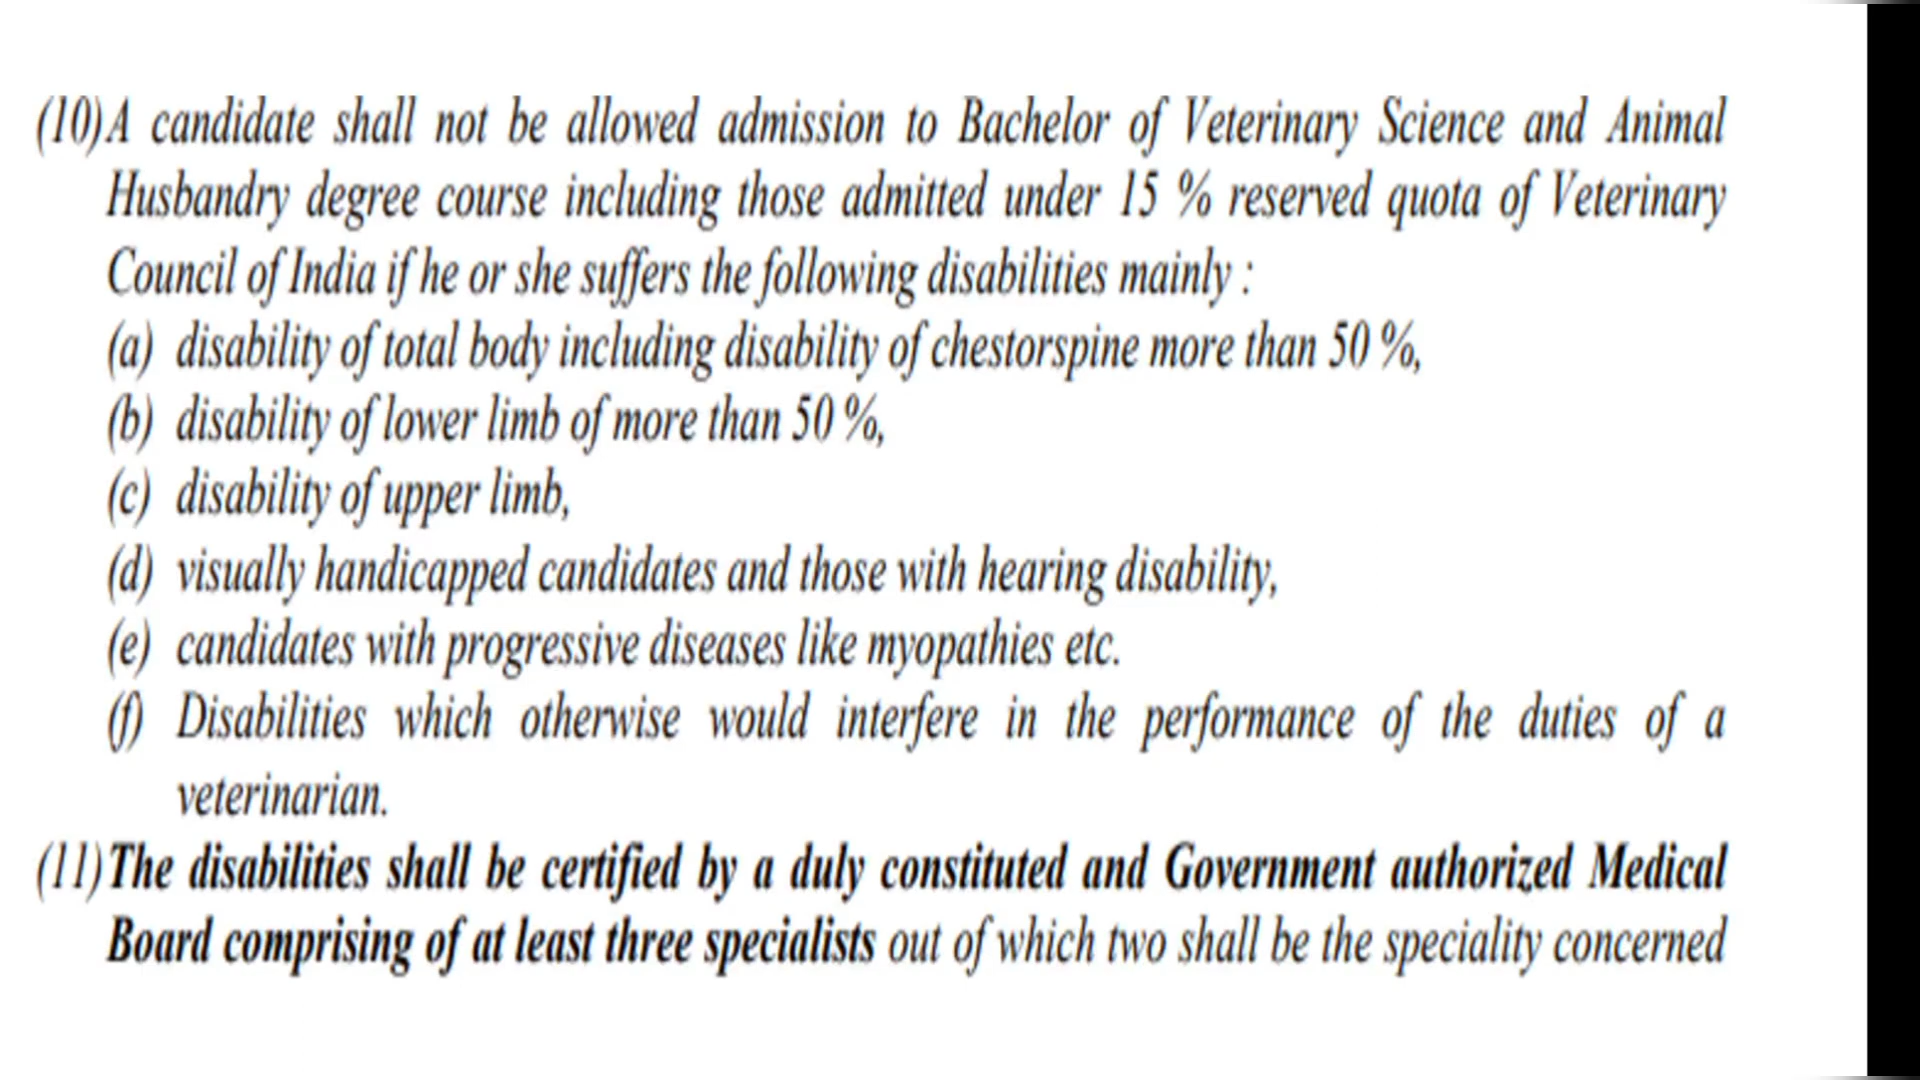 (10)A candidate shall not be allowed admission to Bachelor of Veterinary Science and Animal
Husbandry degree course including those admitted under 15 % reserved quota of Veterinary
Council of India if he or she suffers the following disabilities mainly :
(a) disability of total body including disability of chestorspine more than 50 %,
(b) disability of lower limb of more than 50 %,
(c) disability of upper limb,
(d) visually handicapped candidates and those with hearing disability,
(e) candidates with progressive diseases like myopathies etc.
(f) Disabilities which otherwise would interfere in the performance of the duties of a
veterinarian.
(11)The disabilities shall be certified by a duly constituted and Government authorized Medical
Board comprising of at least three specialists out of which two shall be the speciality concerned